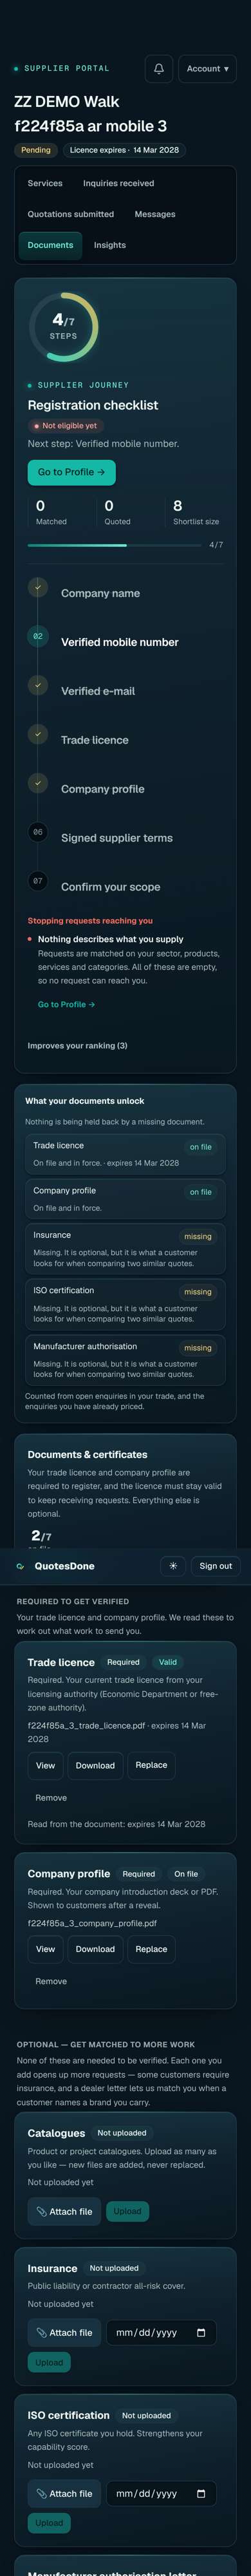 SUPPLIER PORTAL
Account ▾
ZZ DEMO Walk
f224f85a ar mobile 3
Pending
Licence expires · 14 Mar 2028
Services
Inquiries received
Quotations submitted
Messages
Documents
Insights
4/7
STEPS
SUPPLIER JOURNEY
Registration checklist
Not eligible yet
Next step: Verified mobile number.
Go to Profile →
0
0
8
Matched
Quoted
Shortlist size
4/7
Company name
02
Verified mobile number
Verified e-mail
Trade licence
Company profile
06
Signed supplier terms
07
Confirm your scope
Stopping requests reaching you
Nothing describes what you supply
Requests are matched on your sector, products,
services and categories. All of these are empty,
so no request can reach you.
Go to Profile →
Improves your ranking (3)
What your documents unlock
Nothing is being held back by a missing document.
Trade licence
on file
On file and in force. · expires 14 Mar 2028
Company profile
on file
On file and in force.
Insurance
missing
Missing. It is optional, but it is what a customer
looks for when comparing two similar quotes.
ISO certification
missing
Missing. It is optional, but it is what a customer
looks for when comparing two similar quotes.
Manufacturer authorisation
missing
Missing. It is optional, but it is what a customer
looks for when comparing two similar quotes.
Counted from open enquiries in your trade, and the
enquiries you have already priced.
Documents & certificates
Your trade licence and company profile are
required to register, and the licence must stay valid
to keep receiving requests. Everything else is
optional.
2/7
QuotesDone
Sign out
REQUIRED TO GET VERIFIED
Your trade licence and company profile. We read these to
work out what work to send you.
Trade licence
Required
Valid
Required. Your current trade licence from your
licensing authority (Economic Department or free-
zone authority).
f224f85a_3_trade_licence.pdf · expires 14 Mar
2028
View
Download
Replace
Remove
Read from the document: expires 14 Mar 2028
Company profile
Required
On file
Required. Your company introduction deck or PDF.
Shown to customers after a reveal.
f224f85a_3_company_profile.pdf
View
Download
Replace
Remove
OPTIONAL — GET MATCHED TO MORE WORK
None of these are needed to be verified. Each one you
add opens up more requests — some customers require
insurance, and a dealer letter lets us match you when a
customer names a brand you carry.
Catalogues
Not uploaded
Product or project catalogues. Upload as many as
you like — new files are added, never replaced.
Not uploaded yet
Attach file
Upload
Insurance
Not uploaded
Public liability or contractor all-risk cover.
Not uploaded yet
Attach file
mm/dd/yyyy
Upload
ISO certification
Not uploaded
Any ISO certificate you hold. Strengthens your
capability score.
Not uploaded yet
Attach file
mm/dd/yyyy
Upload